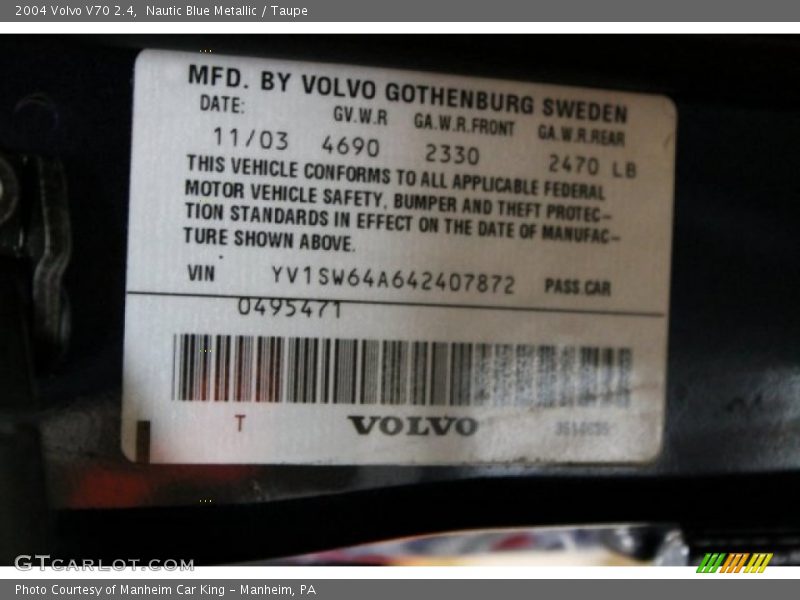 2004 Volvo V70 2.4,  Nautic Blue Metallic / Taupe
MFD. BY VOLVO GOTHENBURG SWEDEN
DATE: GV.W.R GA.W.R.FRONT GA.W.R.REAR
11/03 4690 2330 2470 LB
THIS VEHICLE CONFORMS TO ALL APPLICABLE FEDERAL
MOTOR VEHICLE SAFETY, BUMPER AND THEFT PROTEC-
TION STANDARDS IN EFFECT ON THE DATE OF MANUFAC-
TURE SHOWN ABOVE.
VIN YV1SW64A642407872 PASS CAR
0495471
T VOLVO
GTCARLOT.COM
Photo Courtesy of Manheim Car King - Manheim, PA